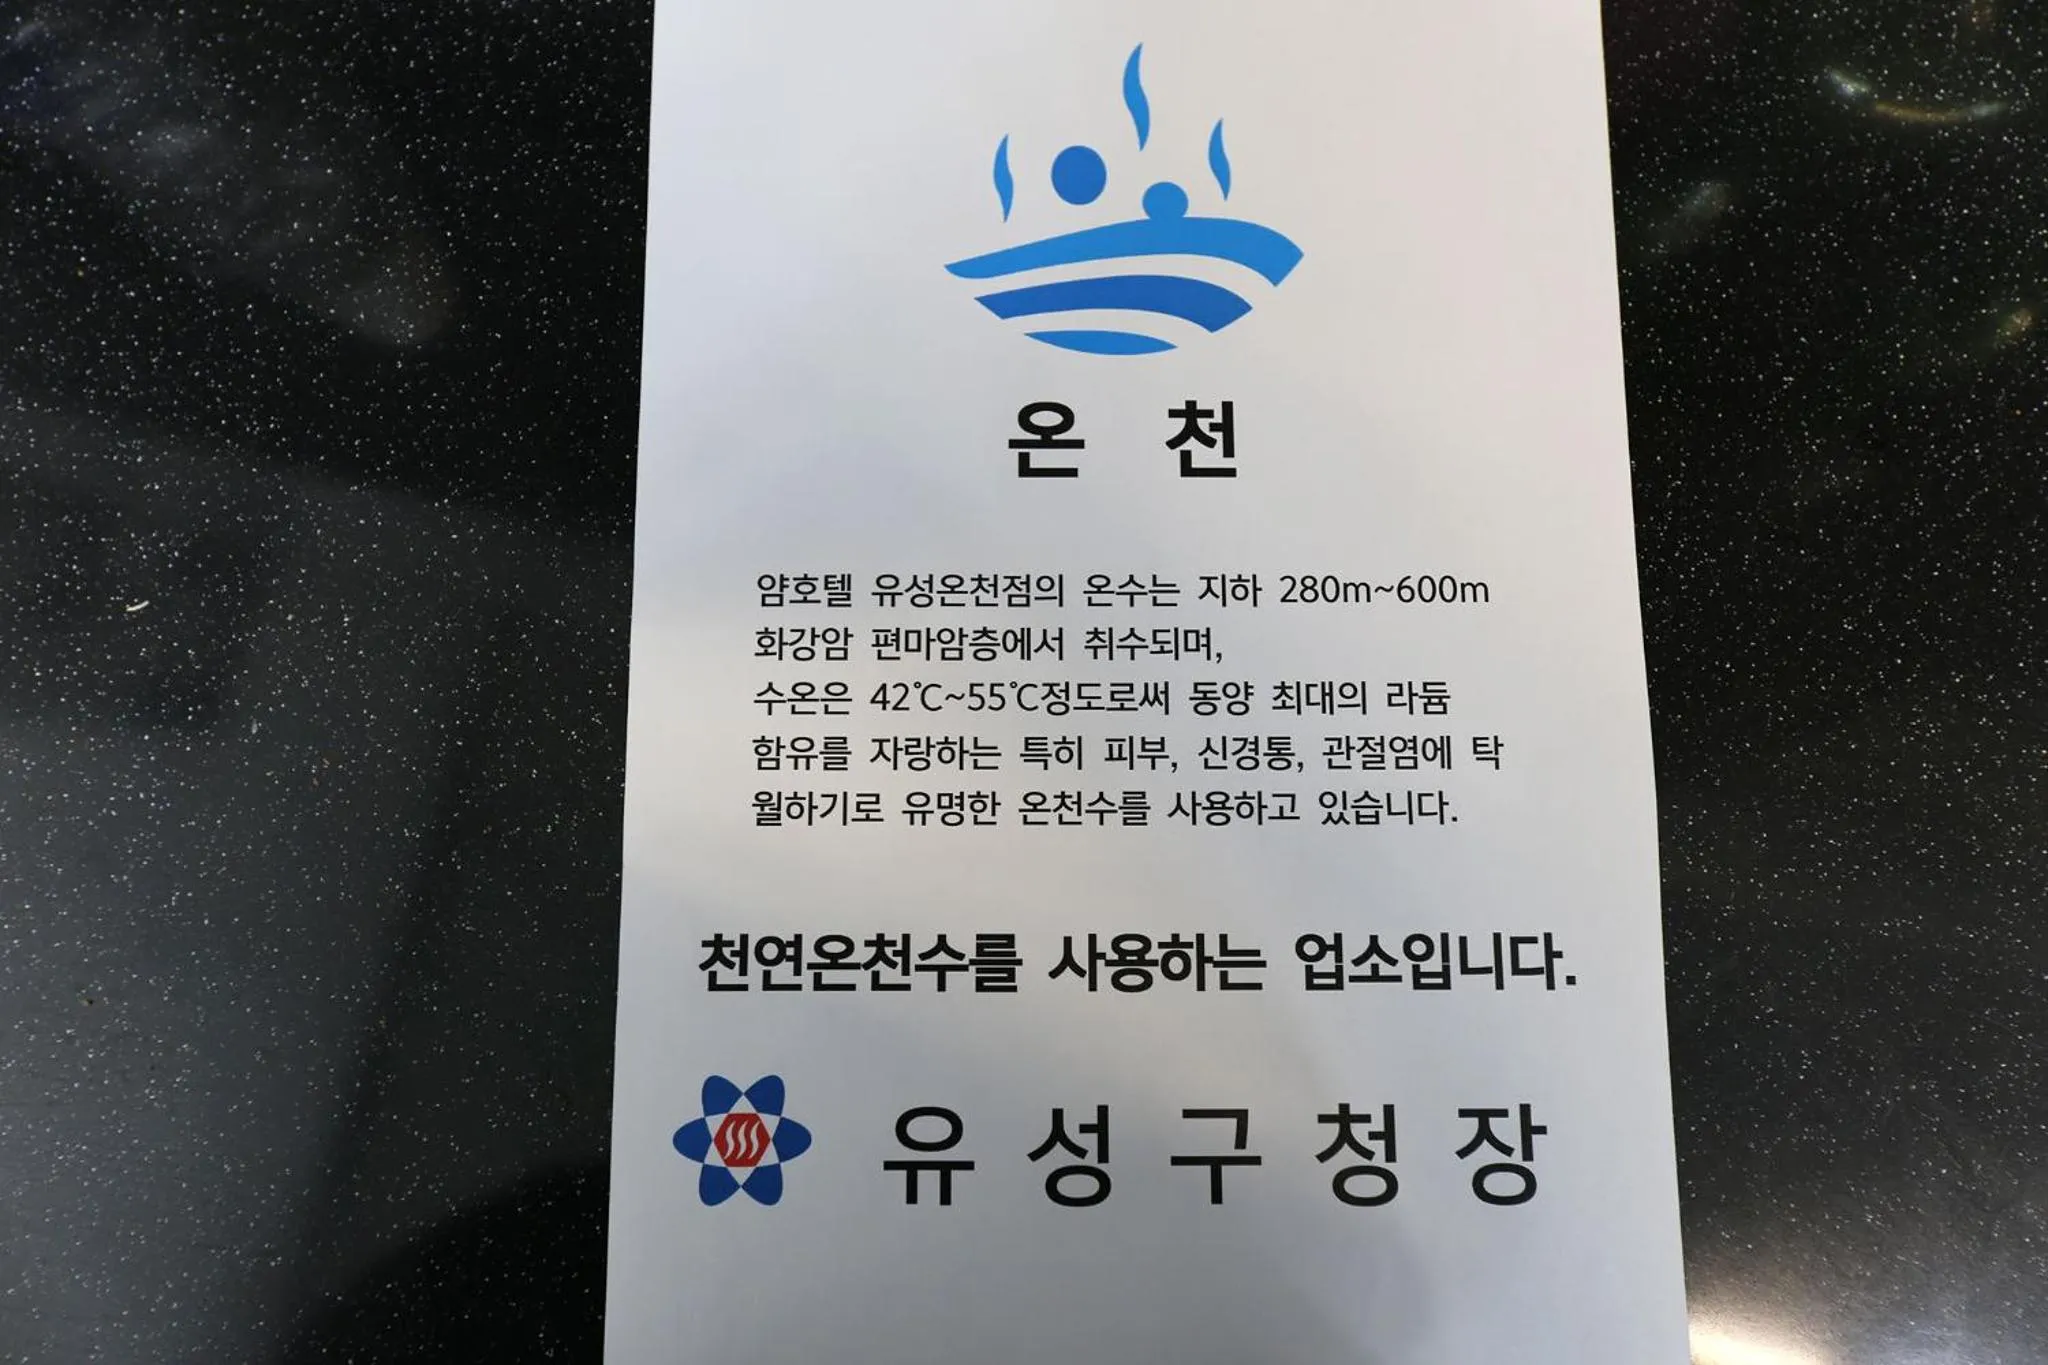 온 천
얌호텔 유성온천점의 온수는 지하 280m~600m
화강암 편마암층에서 취수되며,
수온은 42℃~55℃정도로써 동양 최대의 라듐
함유를 자랑하는 특히 피부, 신경통, 관절염에 탁
월하기로 유명한 온천수를 사용하고 있습니다.
천연온천수를 사용하는 업소입니다.
유성구청장